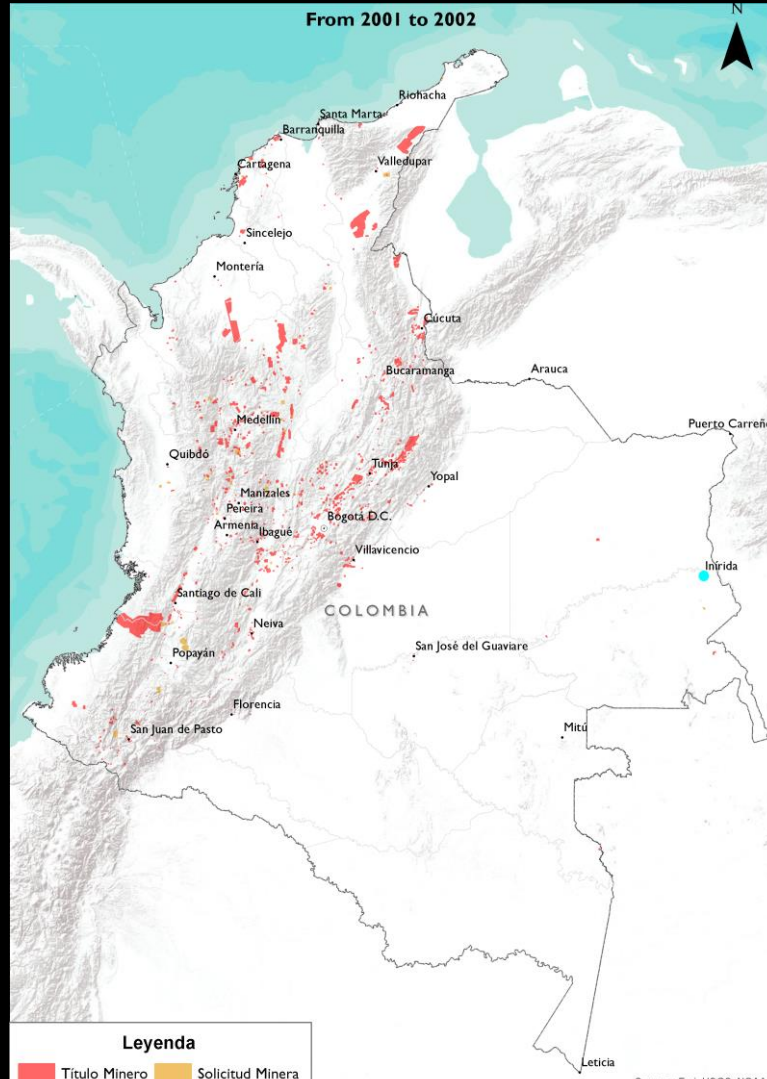 From 2001 to 2002
N
Riohacha
Santa Marta
Barranquilla
Cartagena
Valledupar
Sincelejo
Montería
Cúcuta
Bucaramanga
Arauca
Medellín
Puerto Carreño
Quibdó
Tunja
Yopal
Manizales
Pereira
Bogotá D.C.
Armenia
Ibagué
Villavicencio
Inírida
Santiago de Cali
COLOMBIA
Neiva
San José del Guaviare
Popayán
Florencia
San Juan de Pasto
Mitú
Leyenda
Título Minero
Solicitud Minera
Leticia